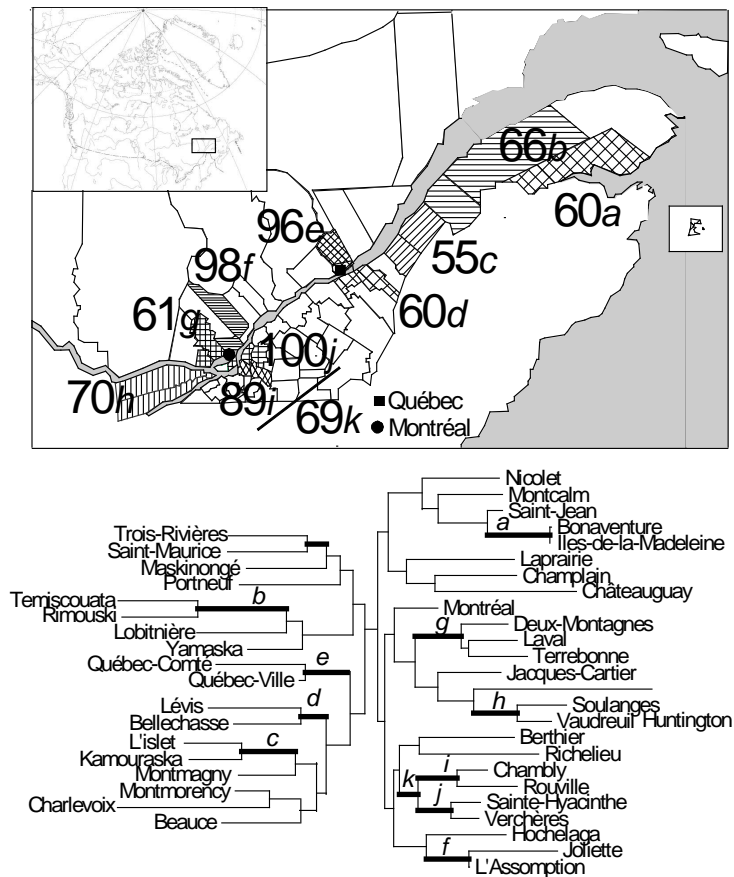 66b
60a
96e
55c
98f
60d
61g
100j
70h
89i
69k
Québec
Montréal
Nicolet
Montcalm
Saint-Jean
a
Bonaventure
Iles-de-la-Madeleine
Laprairie
Champlain
Châteauguay
Trois-Rivières
Saint-Maurice
Maskinongé
Portneuf
Temiscouata
b
Rimouski
Lobitnière
Yamaska
Québec-Comté
e
Québec-Ville
Lévis
d
Bellechasse
L'islet
c
Kamouraska
Montmagny
Montmorency
Charlevoix
Beauce
Montréal
g
Deux-Montagnes
Laval
Terrebonne
Jacques-Cartier
h
Soulanges
Vaudreuil Huntington
Berthier
Richelieu
i
Chambly
k
Rouville
j
Sainte-Hyacinthe
Verchères
Hochelaga
f
Joliette
L'Assomption